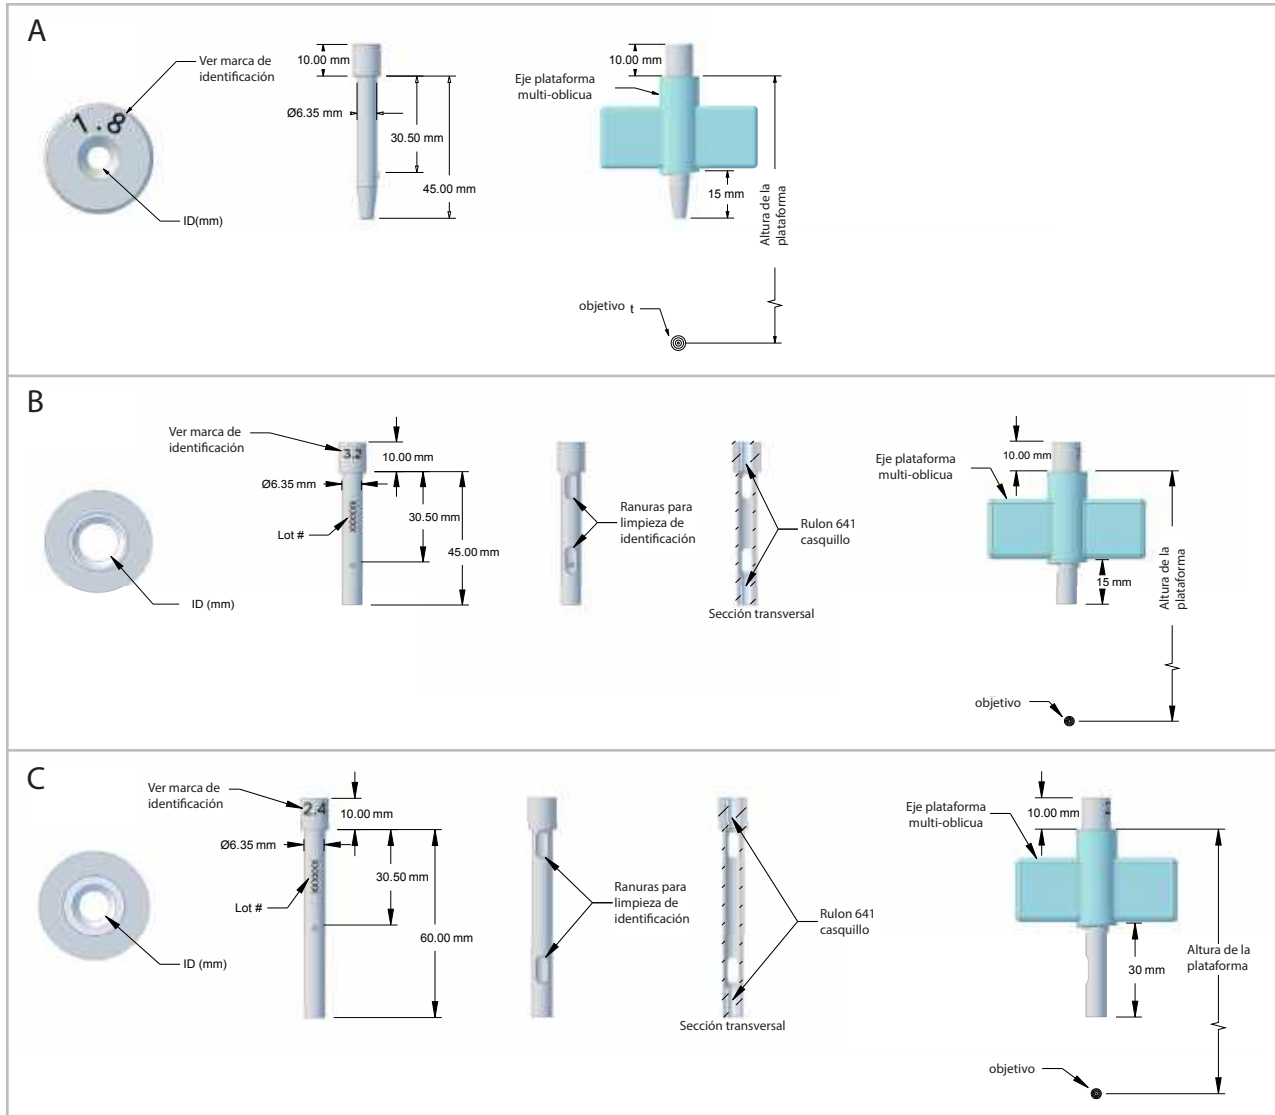 A
Ver marca de
identificación
1.8
ID(mm)
10.00 mm
Ø6.35 mm
30.50 mm
45.00 mm
10.00 mm
Eje plataforma
multi-oblicua
15 mm
Altura de la
plataforma
objetivo t
B
Ver marca de
identificación
3.2
10.00 mm
Ø6.35 mm
XXXXXX
Lot #
30.50 mm
45.00 mm
ID (mm)
Ranuras para
limpieza de
identificación
Rulon 641
casquillo
Sección transversal
10.00 mm
Eje plataforma
multi-oblicua
15 mm
Altura de la
plataforma
objetivo
C
Ver marca de
identificación
2.4
10.00 mm
Ø6.35 mm
XXXXXX
Lot #
30.50 mm
60.00 mm
ID (mm)
Ranuras para
limpieza de
identificación
Rulon 641
casquillo
Sección transversal
10.00 mm
Eje plataforma
multi-oblicua
30 mm
Altura de la
plataforma
objetivo